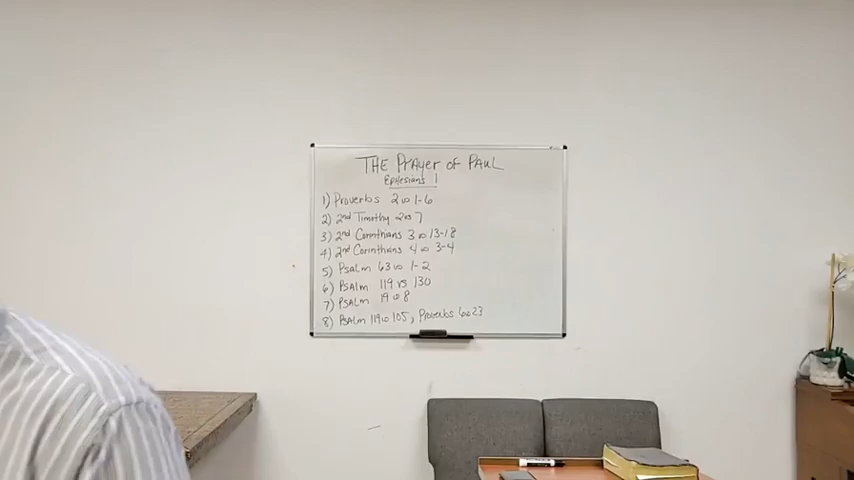 THE PRAYER OF PAUL
Ephesians 1
1) Proverbs 2 vs 1-6
2) 2nd Timothy 2 vs 7
3) 2nd Corinthians 3 vs 13-18
4) 2nd Corinthians 4 vs 3-4
5) Psalm 63 vs 1-2
6) Psalm 119 vs 130
7) Psalm 19 vs 8
8) Psalm 119 vs 105, Proverbs 6 vs 23